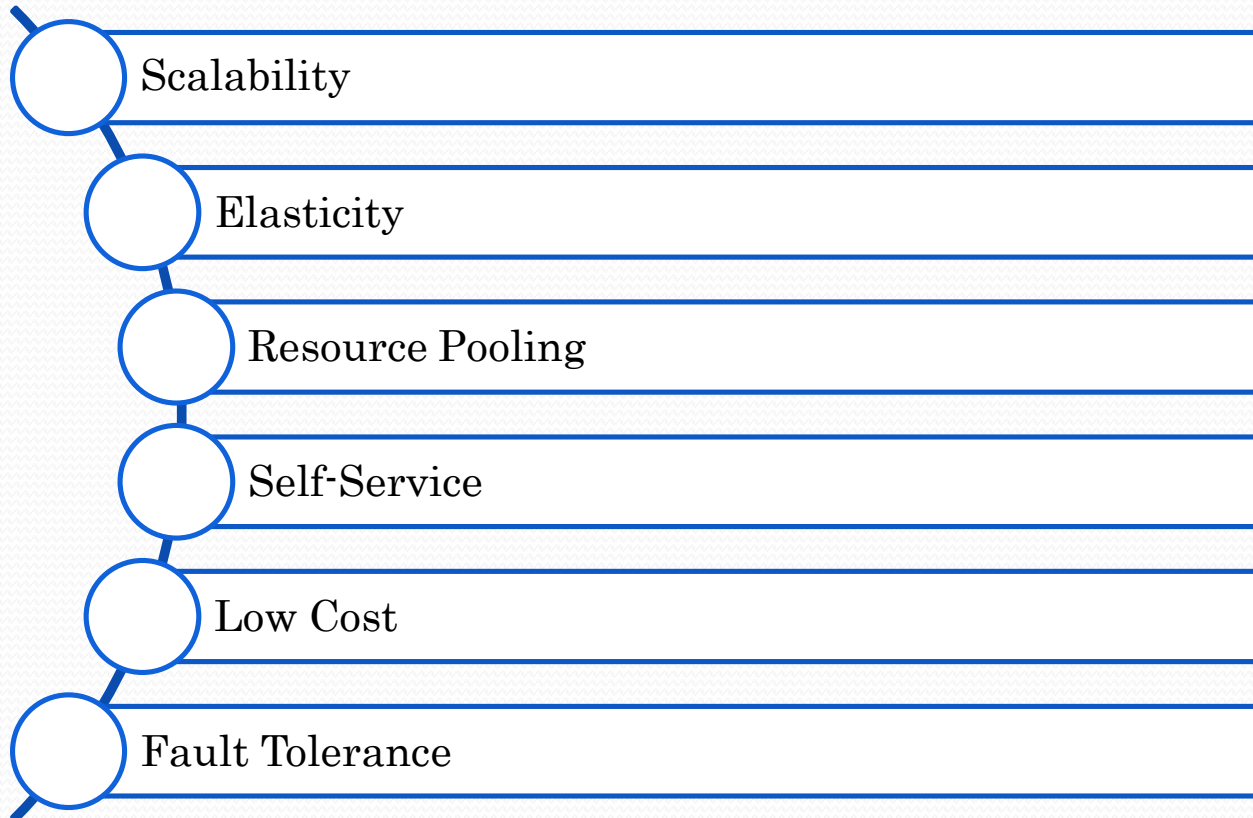 Scalability
Elasticity
Resource Pooling
Self-Service
Low Cost
Fault Tolerance